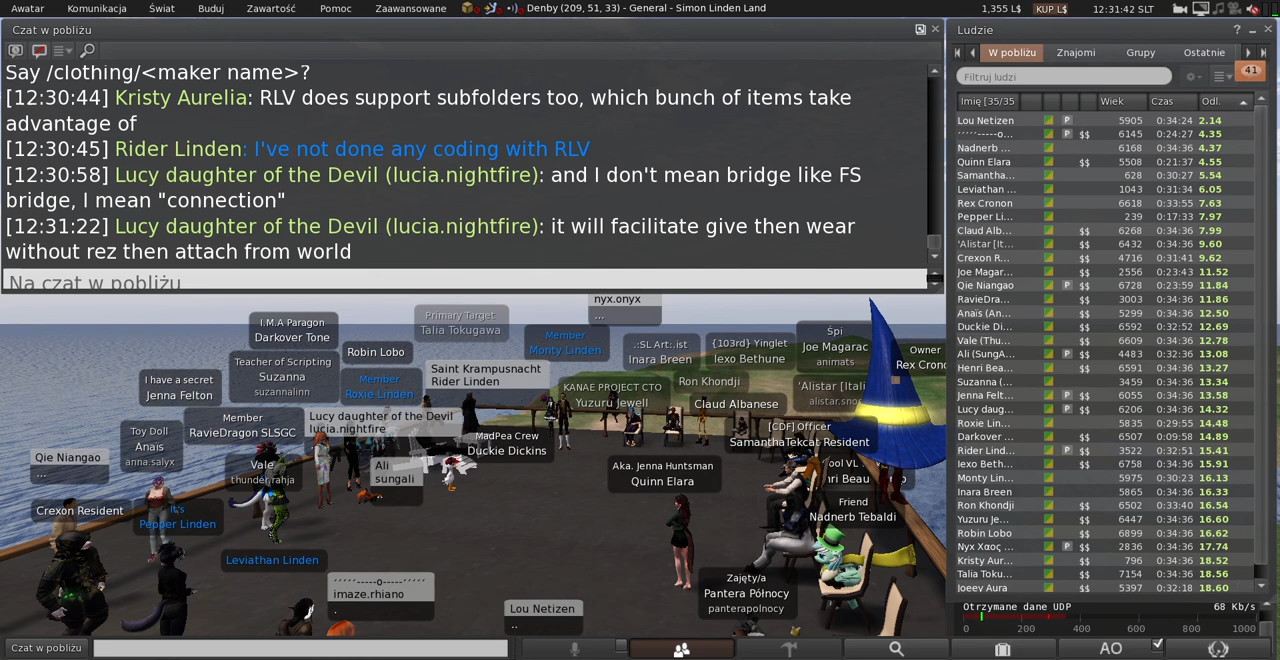 Awatar Komunikacja Świat Buduj Zawartość Pomoc Zaawansowane Denby (209, 51, 33) - General - Simon Linden Land 1,355 L$ KUP L$ 12:31:42 SLT
Czat w pobliżu
Say /clothing/<maker name>?
[12:30:44] Kristy Aurelia: RLV does support subfolders too, which bunch of items take
advantage of
[12:30:45] Rider Linden: I've not done any coding with RLV
[12:30:58] Lucy daughter of the Devil (lucia.nightfire): and I don't mean bridge like FS
bridge, I mean "connection"
[12:31:22] Lucy daughter of the Devil (lucia.nightfire): it will facilitate give then wear
without rez then attach from world
Na czat w pobliżu
nyx.onyx
...
Primary Target
Talia Tokugawa
I.M.A Paragon
Darkover Tone
Member
Monty Linden
.:SL Art:.ist
Inara Breen
{103rd} Yinglet
Iexo Bethune
Śpi
Joe Magarac
animats
Owner
Rex Crono
Robin Lobo
Teacher of Scripting
Suzanna
suzannalinn
Saint Krampusnacht
Rider Linden
I have a secret
Jenna Felton
Member
Roxie Linden
KANAE PROJECT CTO
Yuzuru Jewell
Ron Khondji
'Alistar [Itali
alistar.sno
Claud Albanese
Member
RavieDragon SLSGC
Lucy daughter of the Devil
lucia.nightfire
Toy Doll
Anaïs
anna.salyx
MadPea Crew
Duckie Dickins
[CDF] Officer
SamanthaTekcat Resident
Qie Niangao
...
Vale
thunder.rahja
Ali
sungali
Aka. Jenna Huntsman
Quinn Elara
ool VL
nri Beau
Crexon Resident
It's
Pepper Linden
Friend
Nadnerb Tebaldi
Leviathan Linden
´´´´´-----o-----´´´´´
imaze.rhiano
.
Lou Netizen
..
Zajęty/a
Pantera Północy
panterapolnocy
Czat w pobliżu
Ludzie
W pobliżu Znajomi Grupy Ostatnie
Filtruj ludzi
41
Imię [35/35 Wiek Czas Odl.
Lou Netizen P 5905 0:34:24 2.14
´´´´´-----o... P $$ 6145 0:24:27 4.35
Nadnerb ... 6168 0:34:36 4.37
Quinn Elara $$ 5508 0:21:37 4.55
Samantha... 628 0:30:27 5.54
Leviathan ... 1043 0:31:34 6.05
Rex Cronon 6618 0:33:55 7.63
Pepper Li... 239 0:17:33 7.97
Claud Alb... $$ 6268 0:34:36 7.99
'Alistar [It... $$ 6432 0:34:36 9.60
Crexon R... $$ 4716 0:31:41 9.62
Joe Magar... $$ 2556 0:23:43 11.52
Qie Niangao P $$ 6728 0:23:59 11.84
RavieDra... $$ 3003 0:34:36 11.86
Anaïs (An... $$ 5299 0:34:36 12.50
Duckie Di... $$ 6592 0:32:52 12.69
Vale (Thu... $$ 6609 0:34:36 12.78
Ali (SungA... P $$ 4483 0:32:36 13.08
Henri Bea... $$ 6591 0:34:36 13.27
Suzanna (... 3459 0:34:36 13.34
Jenna Felt... P $$ 6055 0:34:36 13.58
Lucy daug... P $$ 6206 0:34:36 14.32
Roxie Lin... 5835 0:29:55 14.48
Darkover ... $$ 6507 0:09:58 14.89
Rider Lind... P $$ 3522 0:32:51 15.41
Iexo Beth... $$ 6758 0:34:36 15.91
Monty Lin... 5975 0:30:23 16.13
Inara Breen 5865 0:34:36 16.33
Ron Khondji $$ 6502 0:33:40 16.54
Yuzuru Je... $$ 6447 0:34:36 16.60
Robin Lobo $$ 6899 0:34:36 16.62
Nyx Χαος ... P $$ 2836 0:34:36 17.74
Kristy Aur... $$ 796 0:34:36 18.52
Talia Toku... $$ 7154 0:34:36 18.56
Joeey Aura 5397 0:32:18 18.60
Otrzymane dane UDP 68 Kb/s
0 200 400 600 800 1000
AO